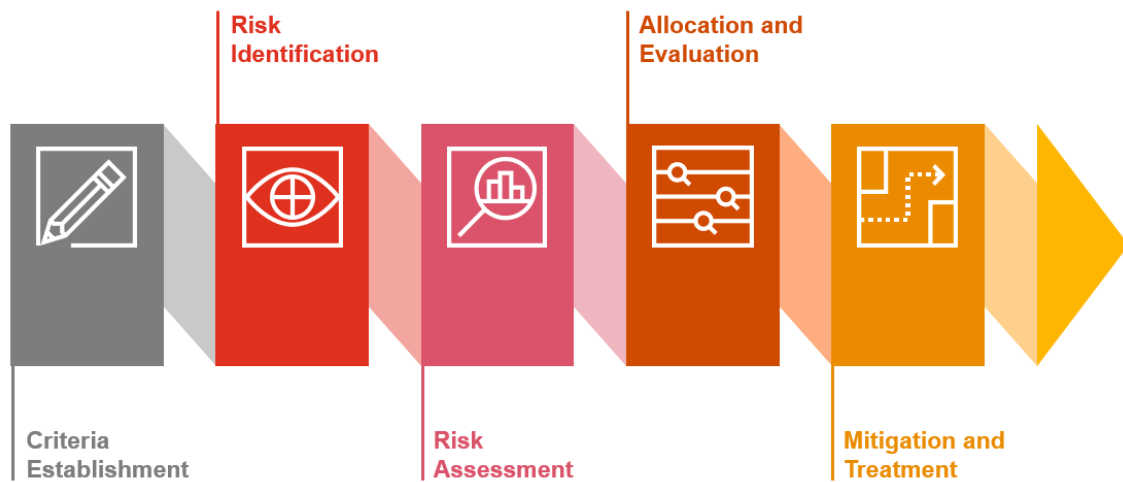 Risk
Identification
Allocation and
Evaluation
Criteria
Establishment
Risk
Assessment
Mitigation and
Treatment